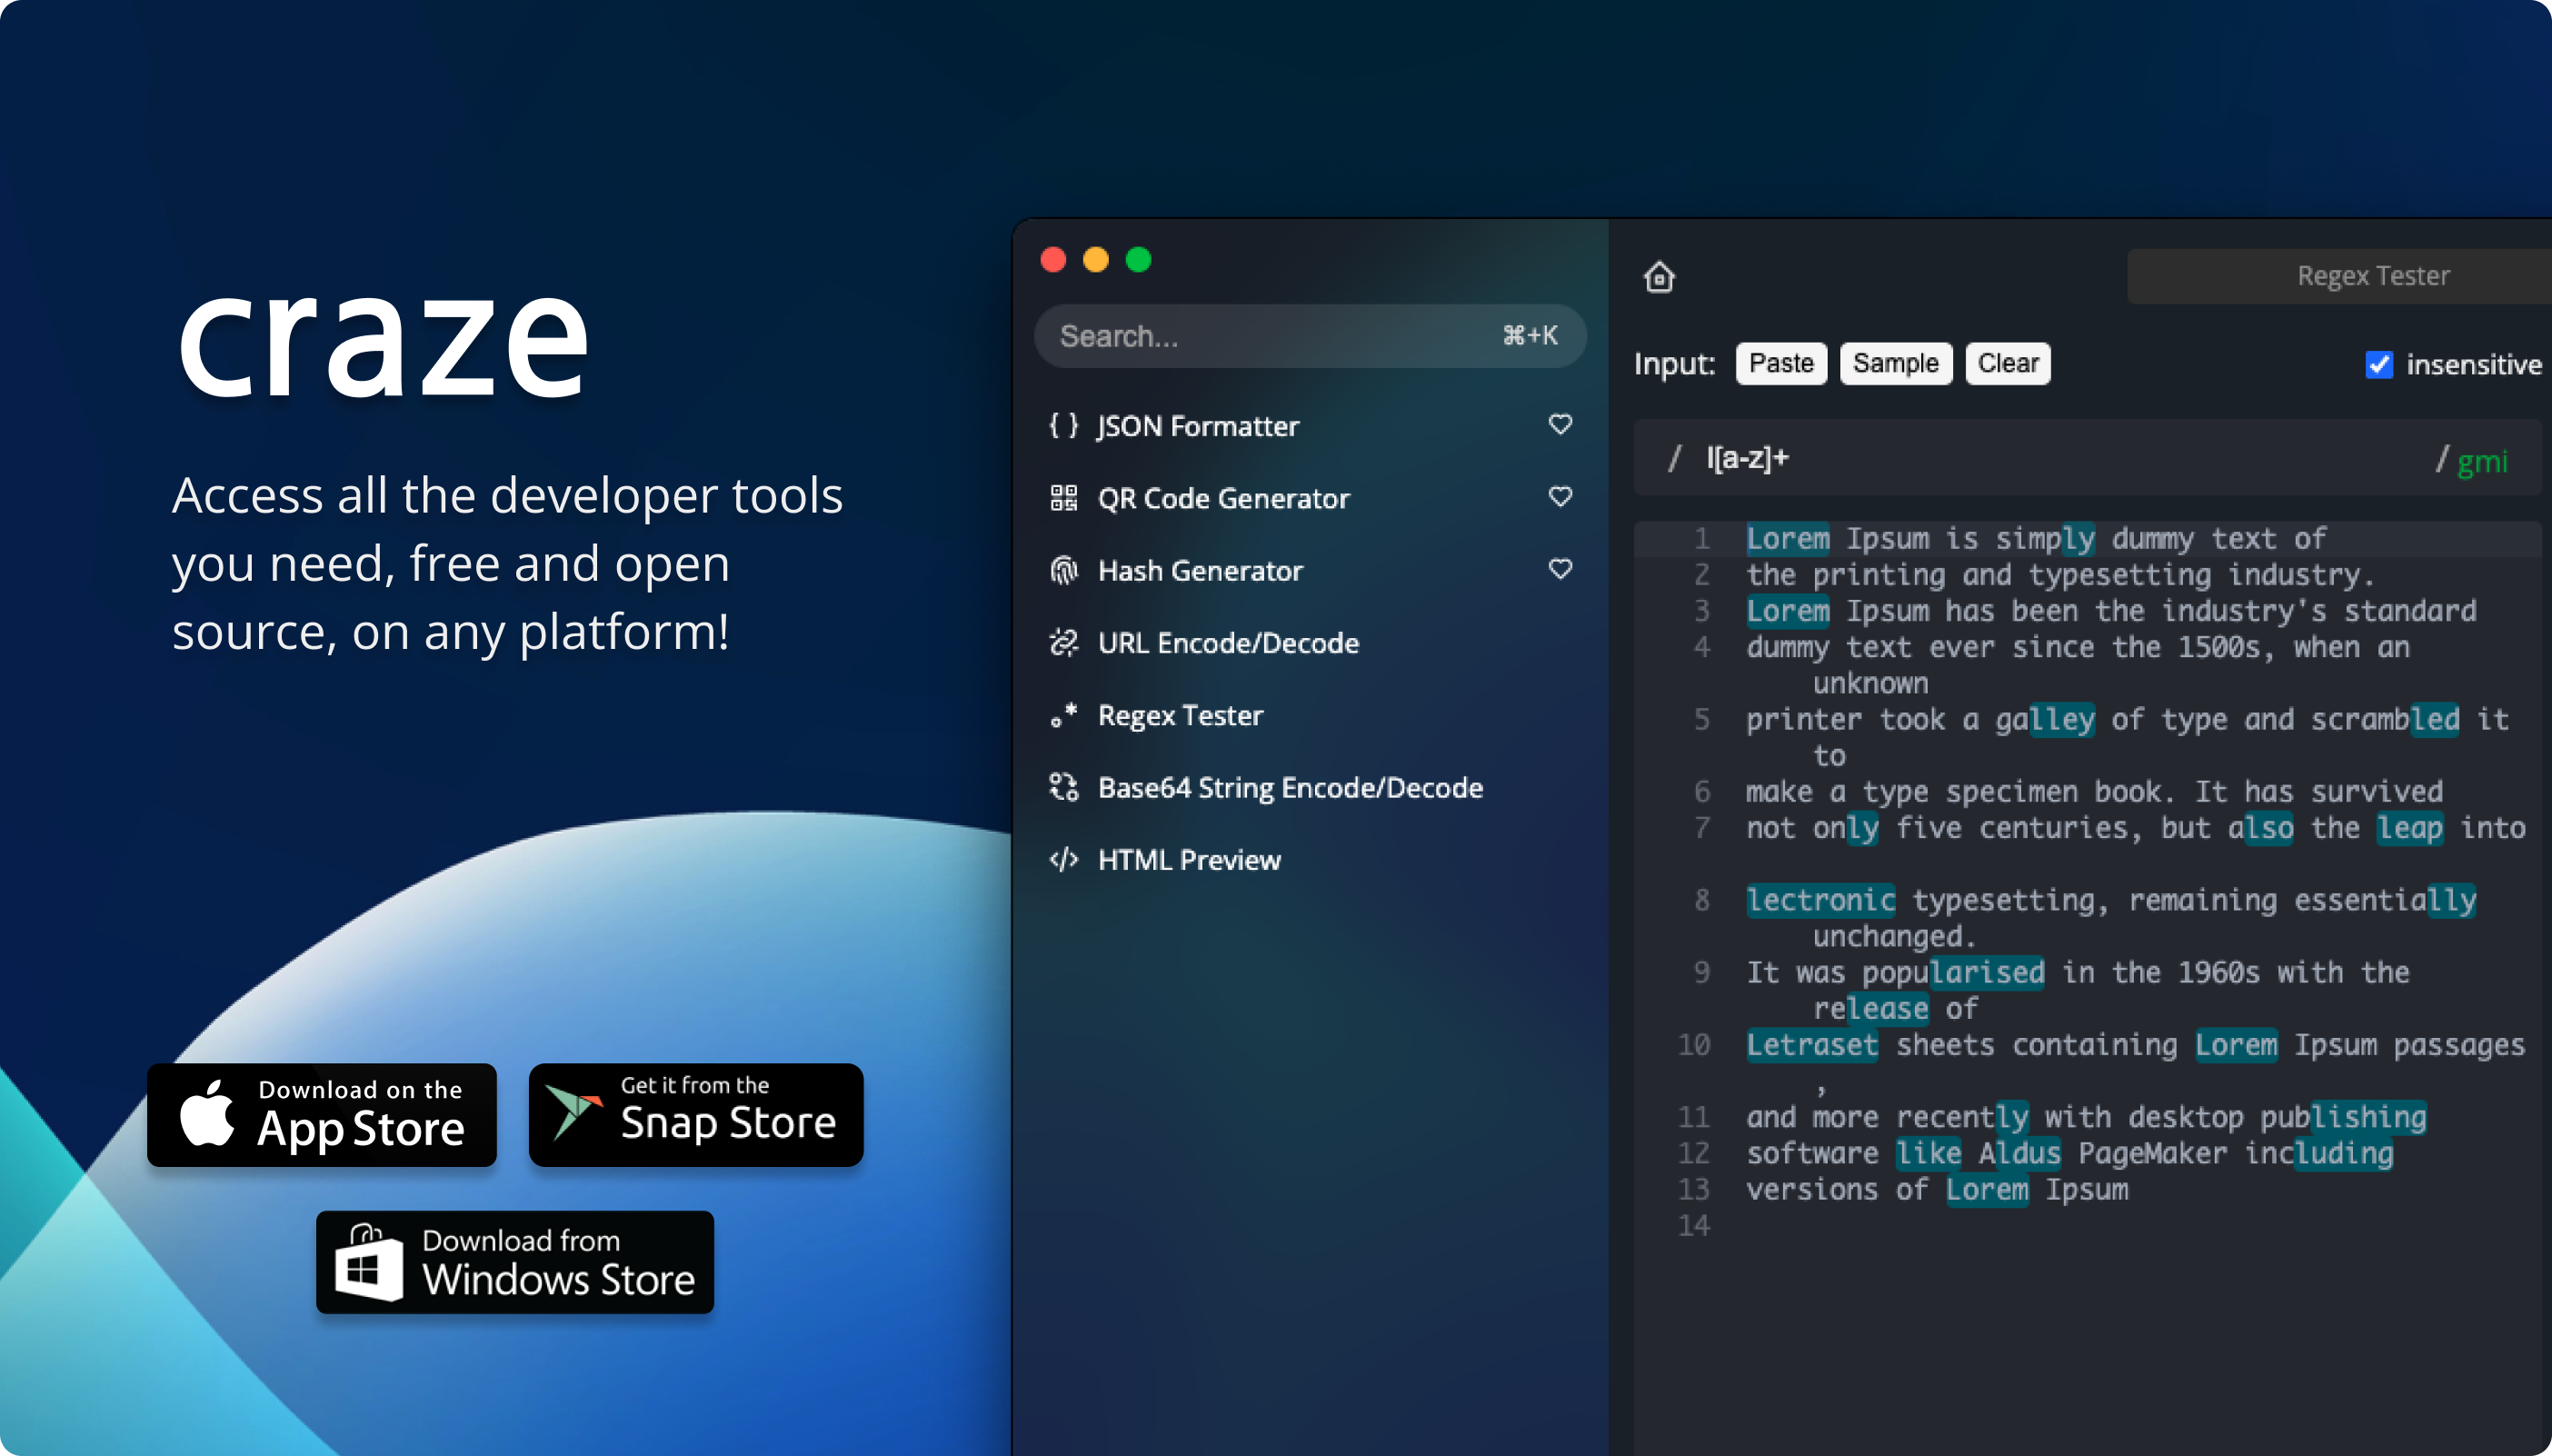 craze
Access all the developer tools
you need, free and open
source, on any platform!
Download on the
App Store
Get it from the
Snap Store
Download from
Windows Store
Search...
⌘+K
JSON Formatter
QR Code Generator
Hash Generator
URL Encode/Decode
Regex Tester
Base64 String Encode/Decode
HTML Preview
Regex Tester
Input: Paste Sample Clear insensitive
/ l[a-z]+ / gmi
1 Lorem Ipsum is simply dummy text of
2 the printing and typesetting industry.
3 Lorem Ipsum has been the industry's standard
4 dummy text ever since the 1500s, when an
unknown
5 printer took a galley of type and scrambled it
to
6 make a type specimen book. It has survived
7 not only five centuries, but also the leap into
8 lectronic typesetting, remaining essentially
unchanged.
9 It was popularised in the 1960s with the
release of
10 Letraset sheets containing Lorem Ipsum passages
,
11 and more recently with desktop publishing
12 software like Aldus PageMaker including
13 versions of Lorem Ipsum
14